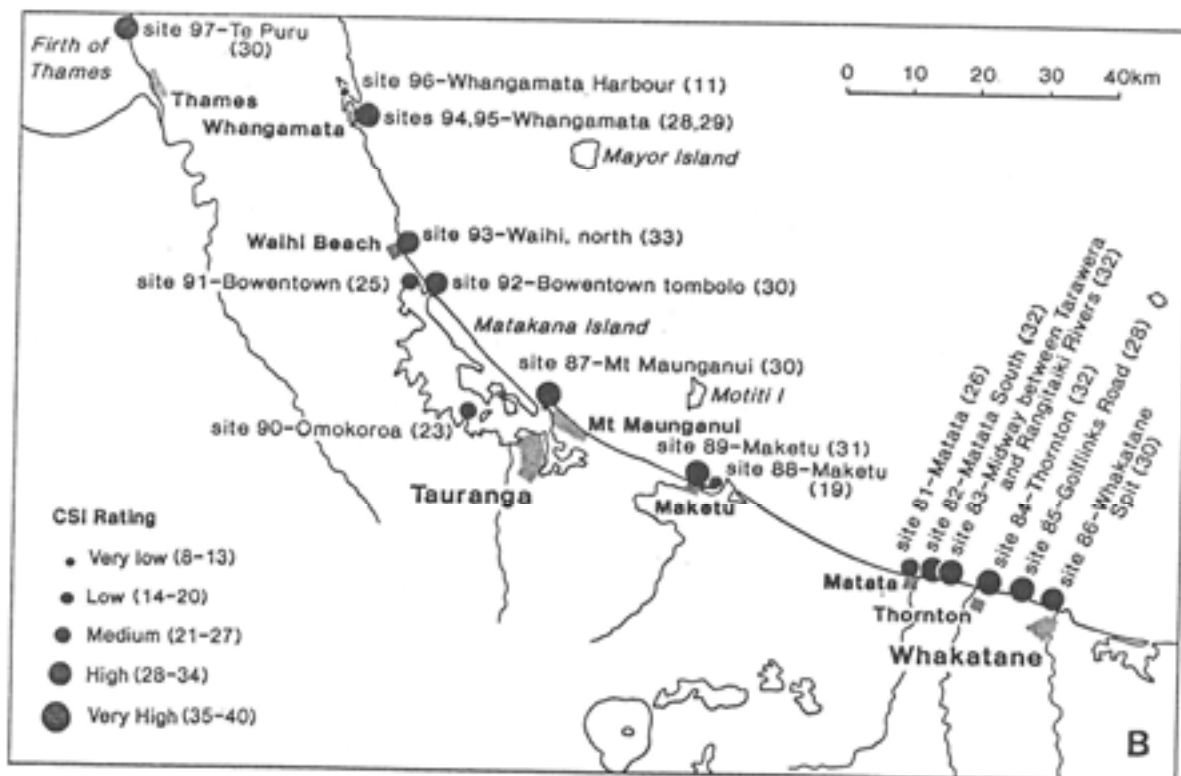 site 97-Te Puru
(30)
Firth of
Thames
Thames
site 96-Whangamata Harbour (11)
Whangamata
sites 94,95-Whangamata (28,29)
0 10 20 30 40km
Mayor Island
Waihi Beach
site 93-Waihi, north (33)
site 91-Bowentown (25)
site 92-Bowentown tombolo (30)
Matakana Island
site 87-Mt Maunganui (30)
Motiti I
Mt Maunganui
site 90-Omokoroa (23)
Tauranga
site 89-Maketu (31)
site 88-Maketu
(19)
Maketu
site 81-Matata (26)
site 82-Matata South (32)
site 83-Midway between Tarawera
and Rangitaiki Rivers (32)
site 84-Thornton (32)
site 85-Golflinks Road (28)
site 86-Whakatane
Spit (30)
Matata
Thornton
Whakatane
CSI Rating
Very low (8-13)
Low (14-20)
Medium (21-27)
High (28-34)
Very High (35-40)
B